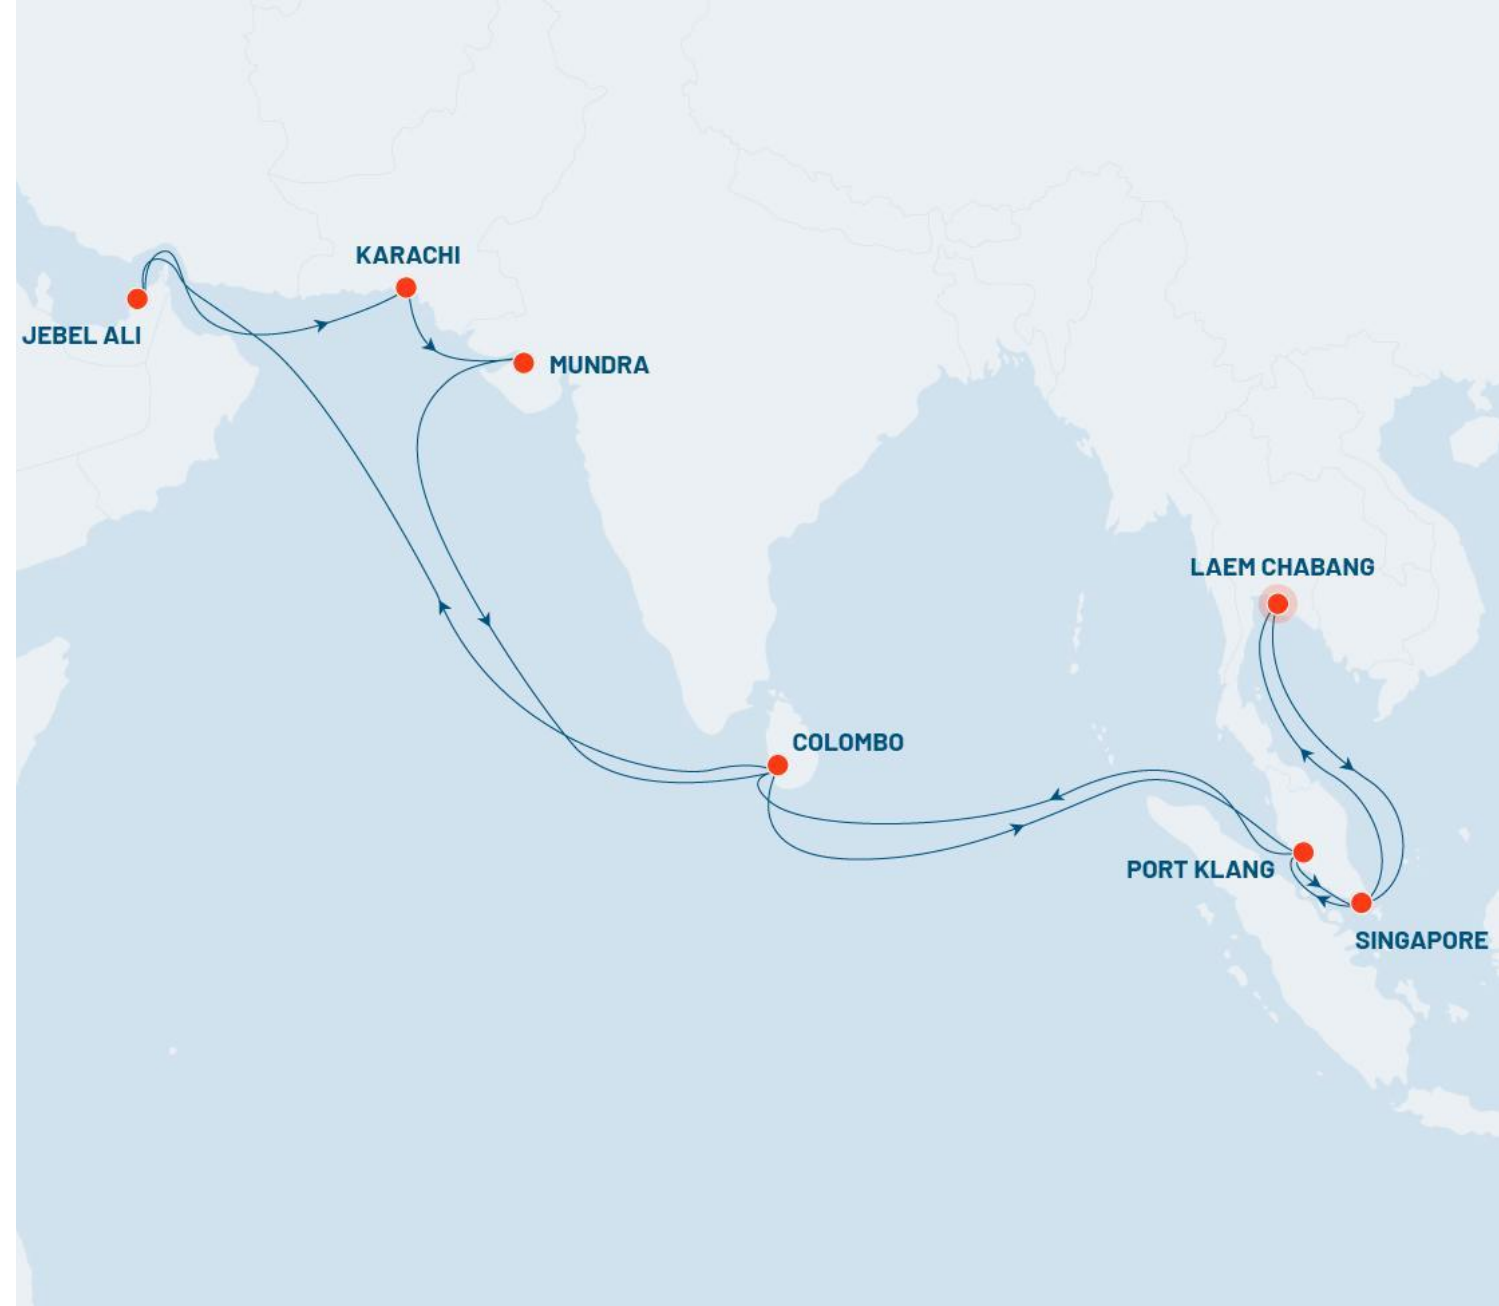 KARACHI
JEBEL ALI
MUNDRA
LAEM CHABANG
COLOMBO
PORT KLANG
SINGAPORE